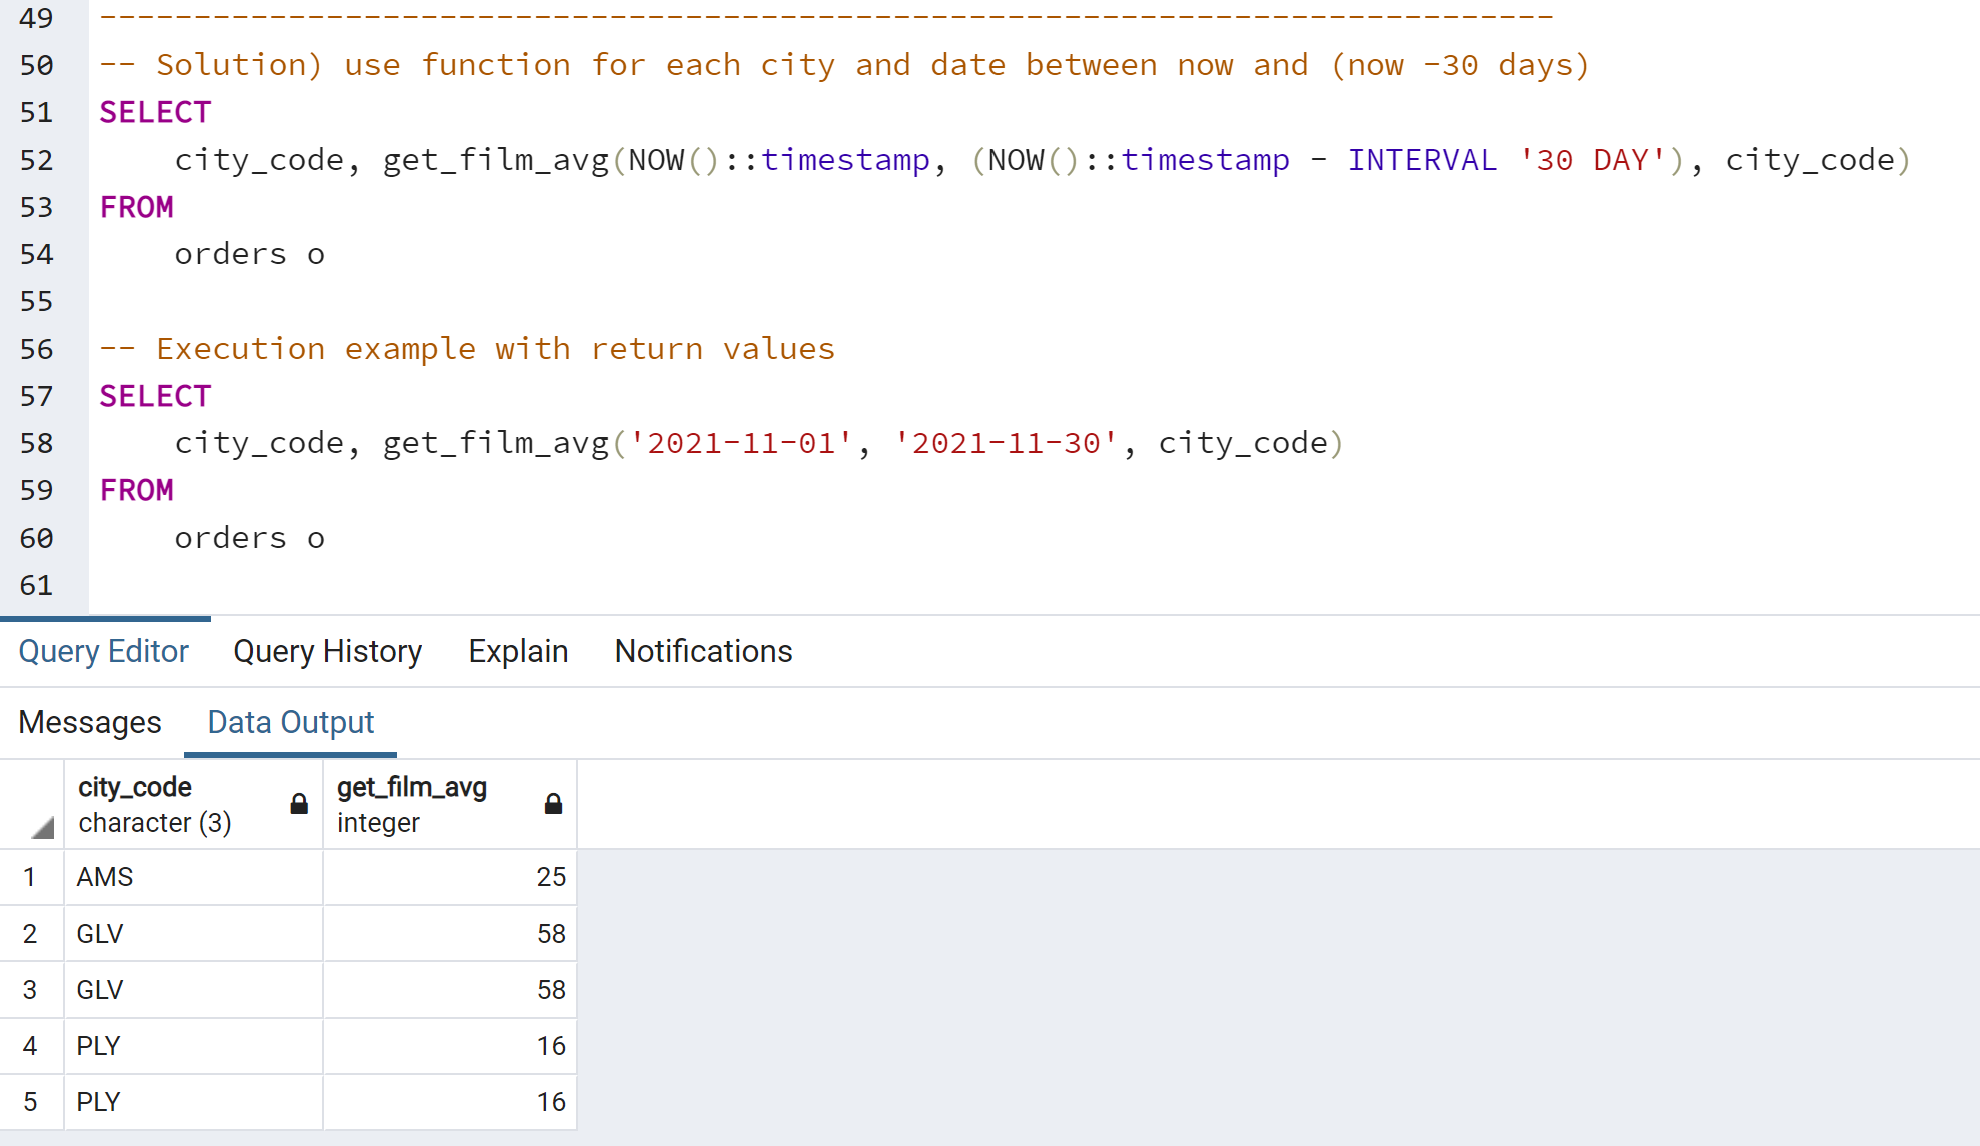 49 ------------------------------------------------------------------------------
50 -- Solution) use function for each city and date between now and (now -30 days)
51 SELECT
52 city_code, get_film_avg(NOW()::timestamp, (NOW()::timestamp - INTERVAL '30 DAY'), city_code)
53 FROM
54 orders o
55
56 -- Execution example with return values
57 SELECT
58 city_code, get_film_avg('2021-11-01', '2021-11-30', city_code)
59 FROM
60 orders o
61
Query Editor Query History Explain Notifications
Messages Data Output
city_code get_film_avg
character (3) integer
1 AMS 25
2 GLV 58
3 GLV 58
4 PLY 16
5 PLY 16